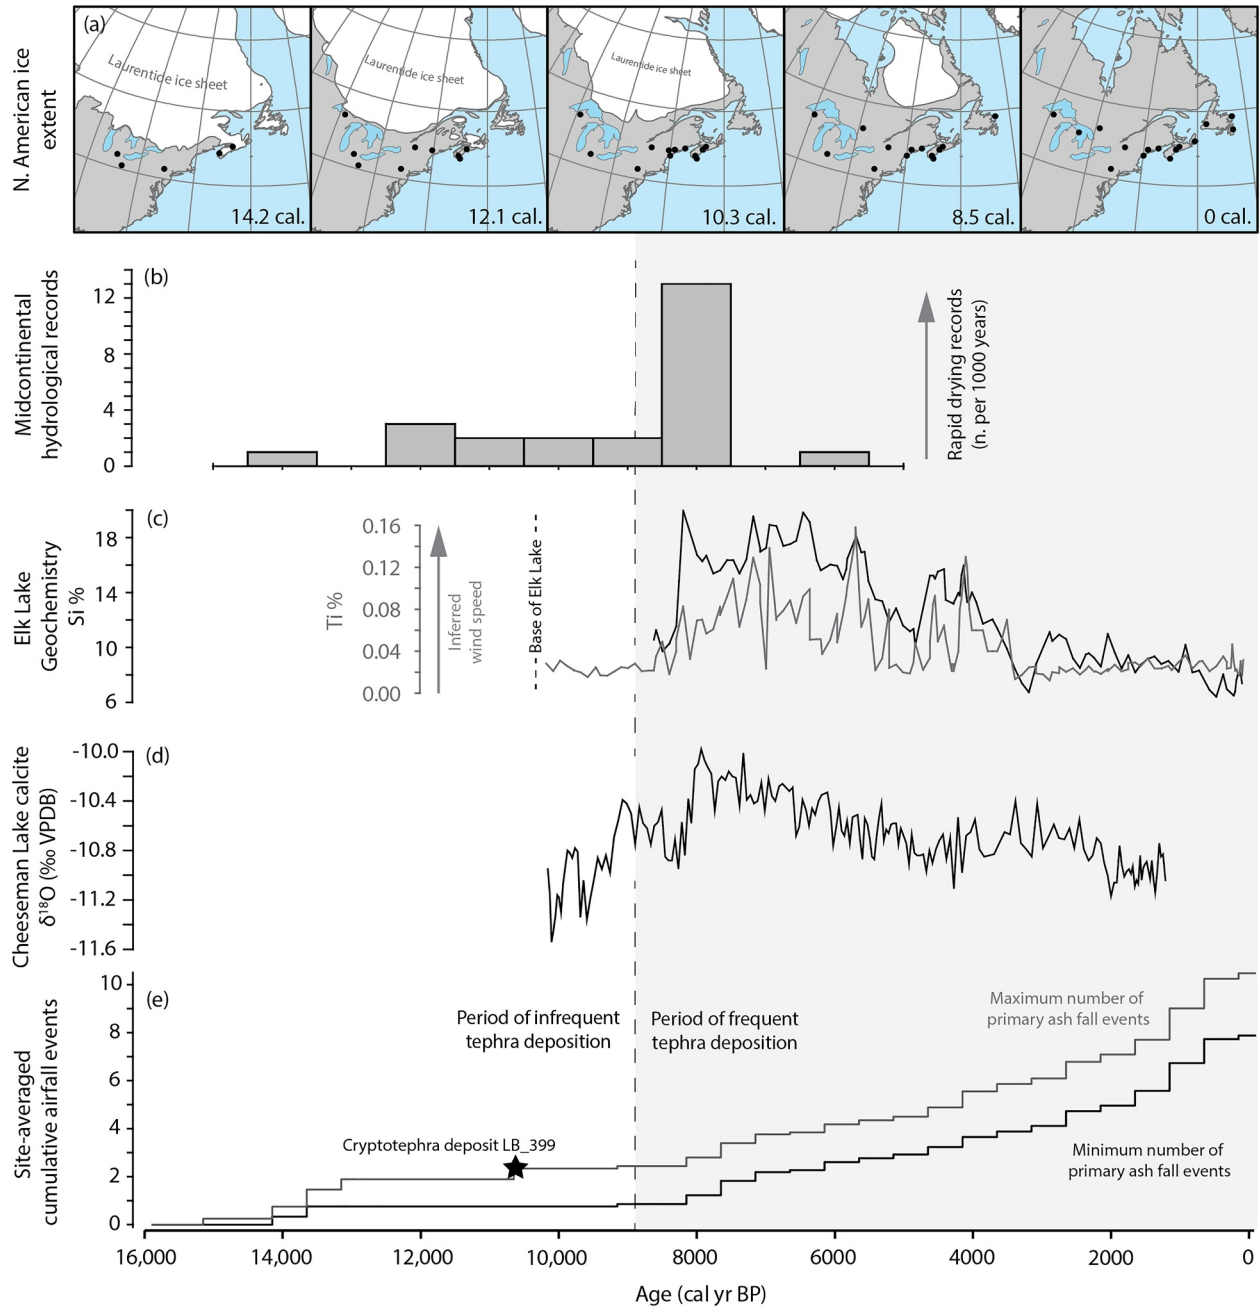 (a)
N. American ice
extent
Laurentide ice sheet
Laurentide ice sheet
Laurentide ice sheet
14.2 cal.
12.1 cal.
10.3 cal.
8.5 cal.
0 cal.
(b)
Midcontinental
hydrological records
12
8
4
0
Rapid drying records
(n. per 1000 years)
(c)
Elk Lake
Geochemistry
Si %
18
14
10
6
Ti %
0.16
0.12
0.08
0.04
0.00
Inferred
wind speed
Base of Elk Lake
(d)
Cheeseman Lake calcite
δ¹⁸O (‰ VPDB)
-10.0
-10.4
-10.8
-11.2
-11.6
(e)
Site-averaged
cumulative airfall events
10
8
6
4
2
0
Period of infrequent
tephra deposition
Period of frequent
tephra deposition
Maximum number of
primary ash fall events
Cryptotephra deposit LB_399
Minimum number of
primary ash fall events
16,000
14,000
12,000
10,000
8000
6000
4000
2000
0
Age (cal yr BP)